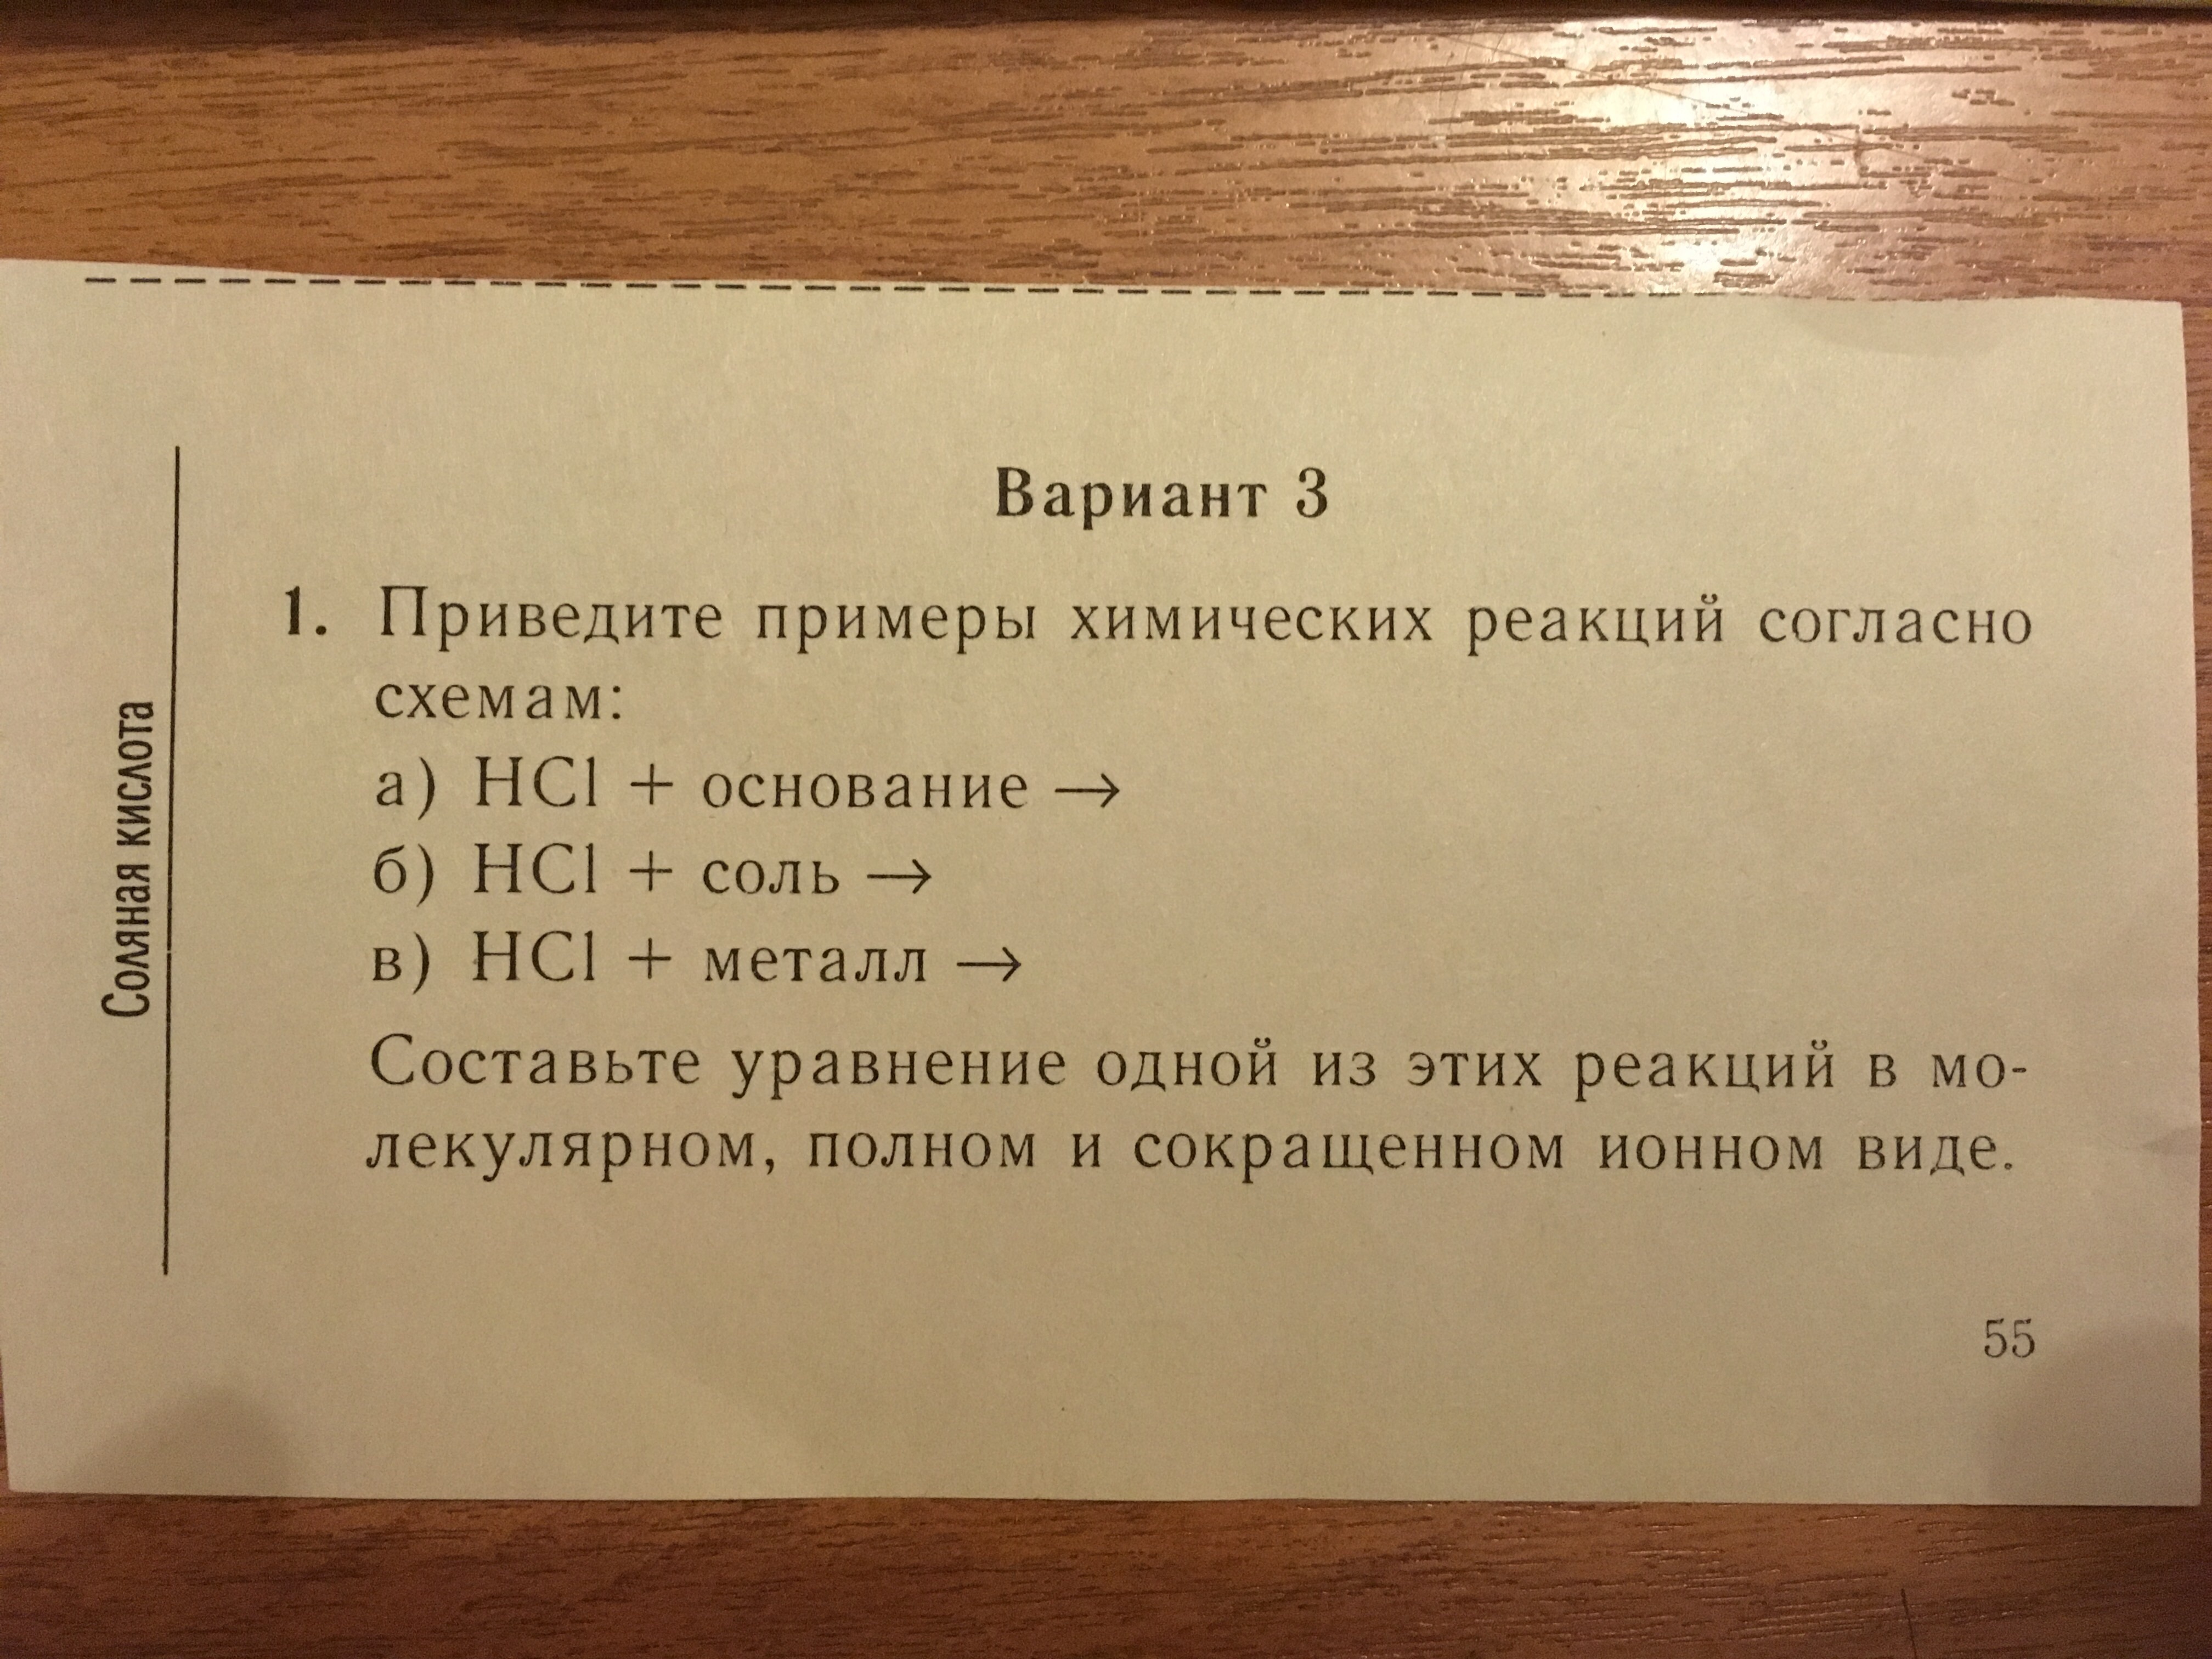 Вариант 3
1. Приведите примеры химических реакций согласно
схемам:
а) HCl + основание →
б) HCl + соль →
в) HCl + металл →
Составьте уравнение одной из этих реакций в мо-
лекулярном, полном и сокращенном ионном виде.
Соляная кислота
55